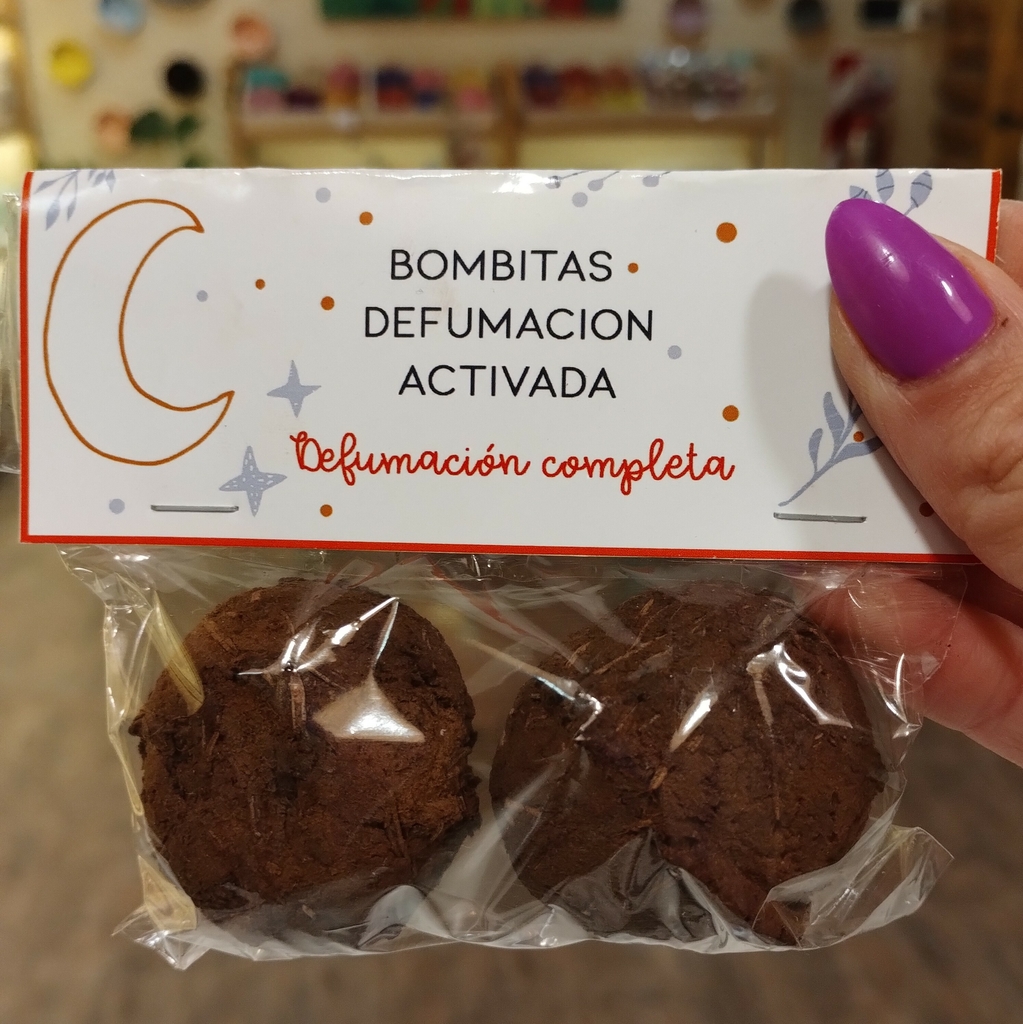 BOMBITAS
DEFUMACION
ACTIVADA
Defumación completa